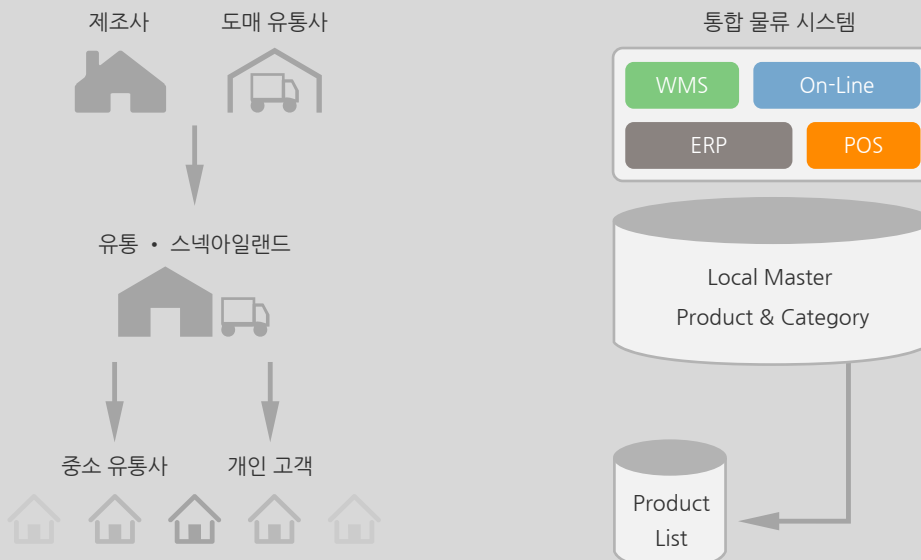 제조사
도매 유통사
유통 • 스넥아일랜드
중소 유통사
개인 고객
통합 물류 시스템
WMS
On-Line
ERP
POS
Local Master
Product & Category
Product
List